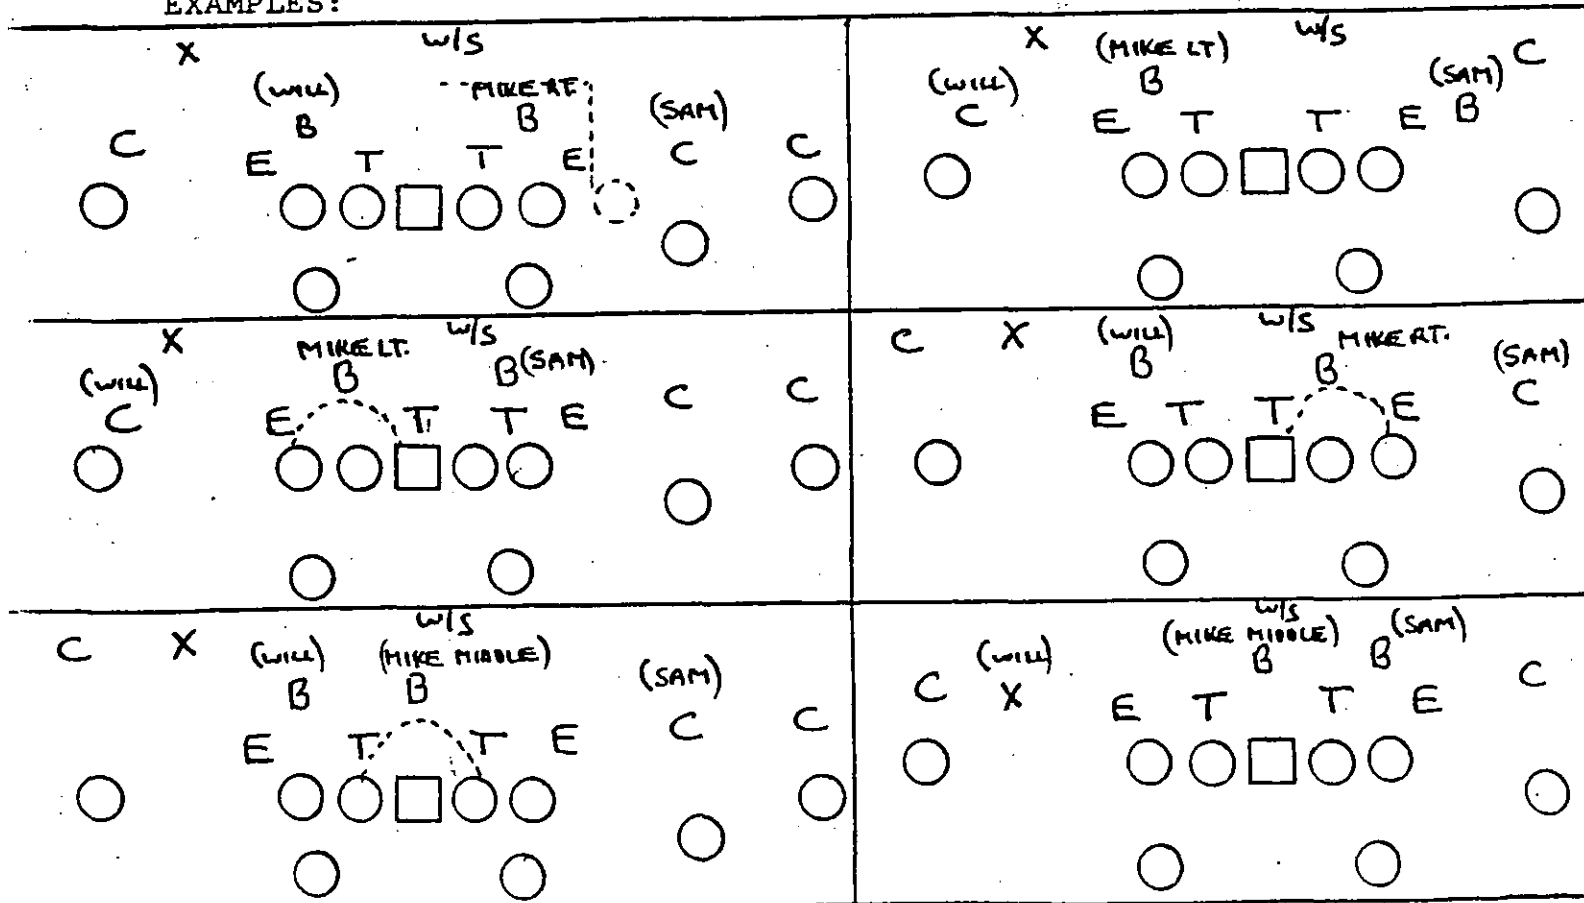 EXAMPLES:
X W/S
(WILL) MIKE RT. (SAM)
B B
C E T T E C C
X (MIKE LT) W/S C
(WILL) B (SAM)
C E T T E B
X MIKE LT. W/S
(WILL) B B (SAM)
C E T T E C C
C X (WILL) W/S MIKE RT. (SAM)
B B C
E T T E
C X (WILL) W/S (MIKE MIDDLE) (SAM)
B B C C
E T T E
W/S
C (WILL) (MIKE MIDDLE) B (SAM) C
X B
E T T E